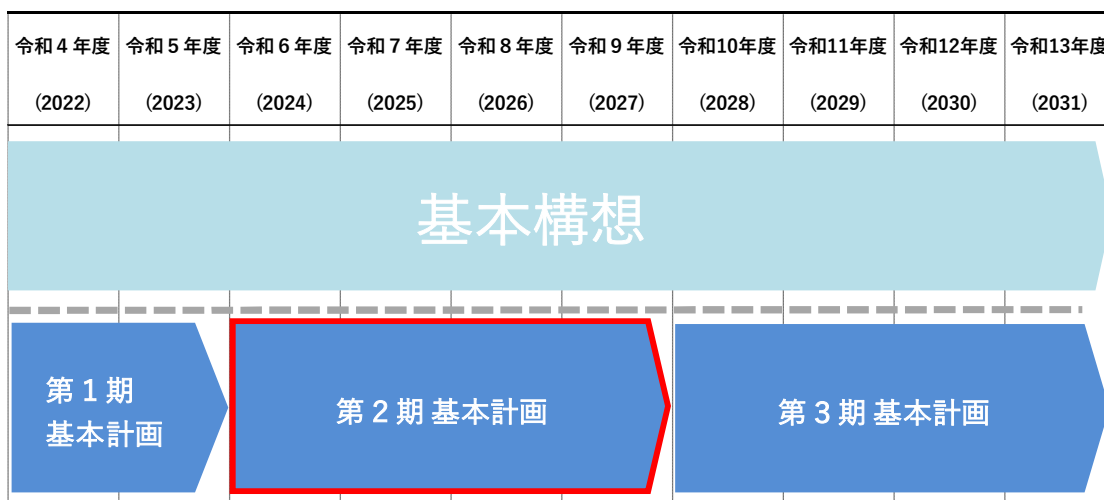 令和４年度 令和５年度 令和６年度 令和７年度 令和８年度 令和９年度 令和10年度 令和11年度 令和12年度 令和13年度
(2022) (2023) (2024) (2025) (2026) (2027) (2028) (2029) (2030) (2031)
基本構想
第１期
基本計画
第２期 基本計画
第３期 基本計画